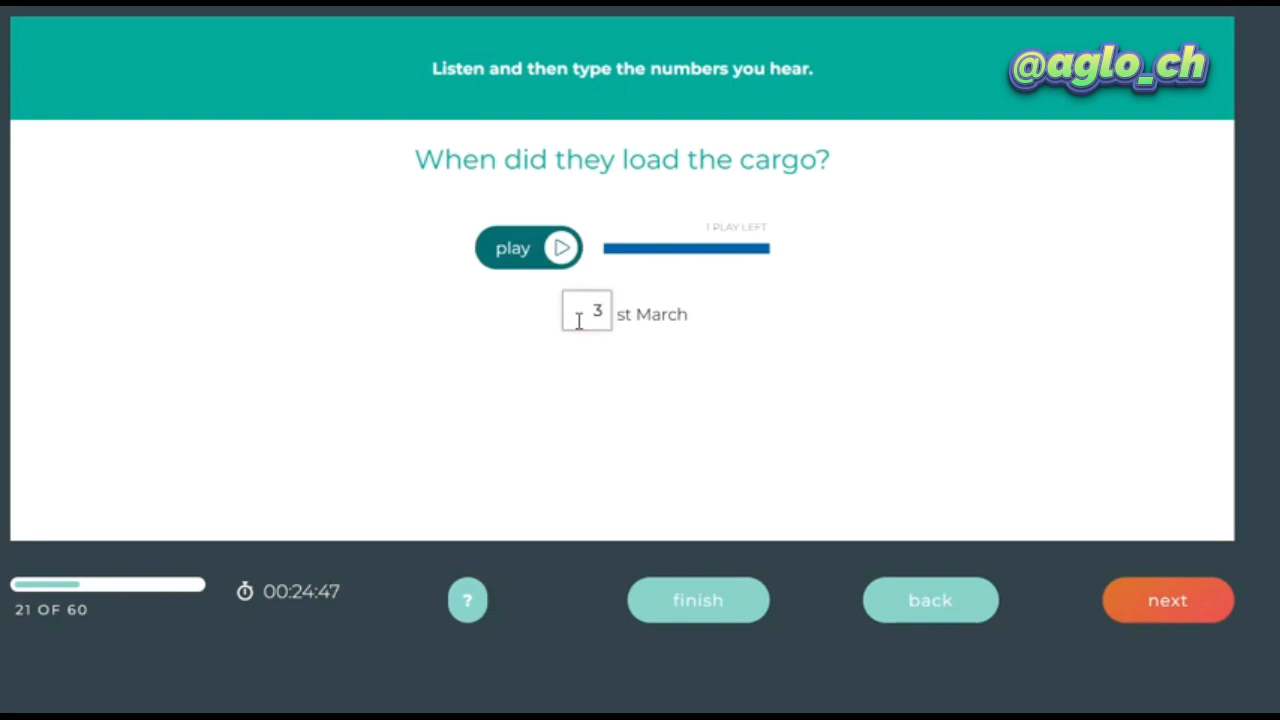 Listen and then type the numbers you hear.
@aglo_ch
When did they load the cargo?
play
1 PLAY LEFT
3 st March
21 OF 60
00:24:47
?
finish
back
next